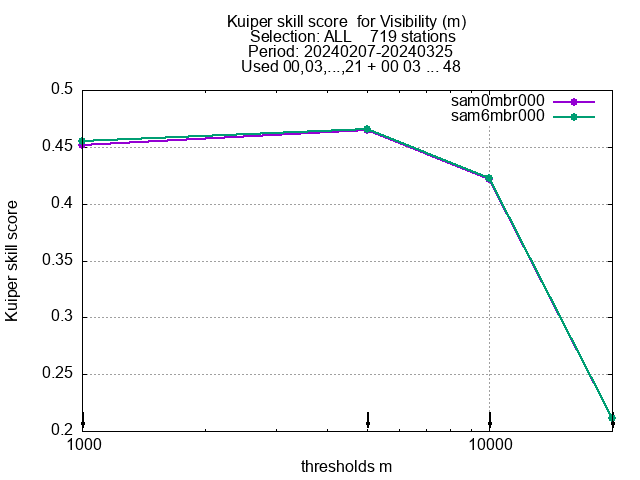 Kuiper skill score  for Visibility (m)
Selection: ALL    719 stations
Period: 20240207-20240325
Used 00,03,...,21 + 00 03 ... 48
sam0mbr000
sam6mbr000
0.5
0.45
0.4
0.35
0.3
0.25
0.2
Kuiper skill score
1000
10000
thresholds m